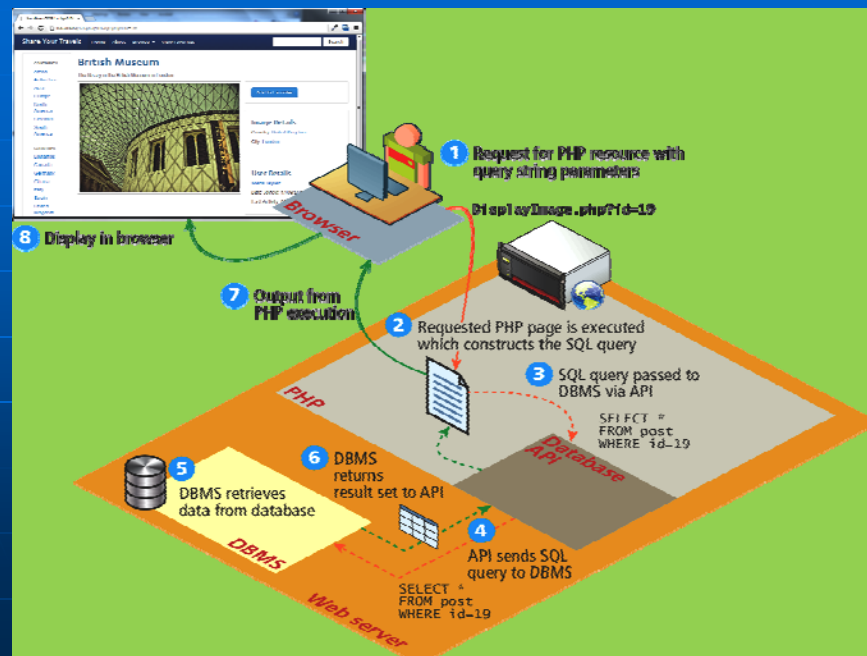 Share Your Travels
British Museum
Image Details
User Details
1 Request for PHP resource with
query string parameters
DisplayImage.php?id=19
Browser
8 Display in browser
7 Output from
PHP execution
2 Requested PHP page is executed
which constructs the SQL query
3 SQL query passed to
DBMS via API
SELECT *
FROM post
WHERE id=19
PHP
Database
API
6 DBMS
returns
result set to API
5
DBMS retrieves
data from database
DBMS
4
API sends SQL
query to DBMS
SELECT *
FROM post
WHERE id=19
Web server